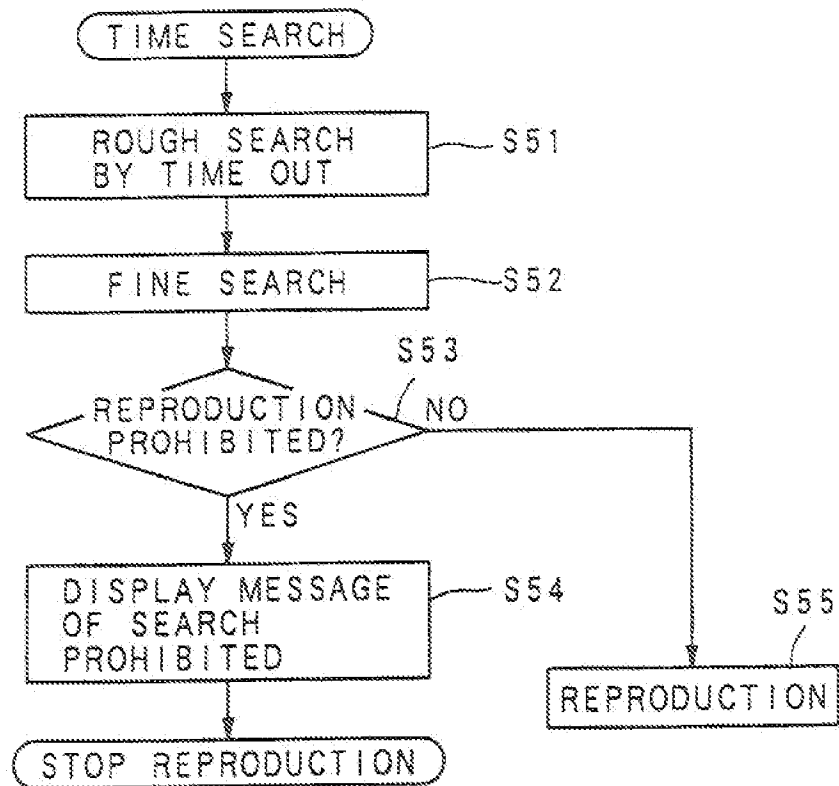 TIME SEARCH
ROUGH SEARCH
BY TIME OUT
S51
FINE SEARCH
S52
S53
REPRODUCTION
PROHIBITED?
NO
YES
DISPLAY MESSAGE
OF SEARCH
PROHIBITED
S54
S55
REPRODUCTION
STOP REPRODUCTION